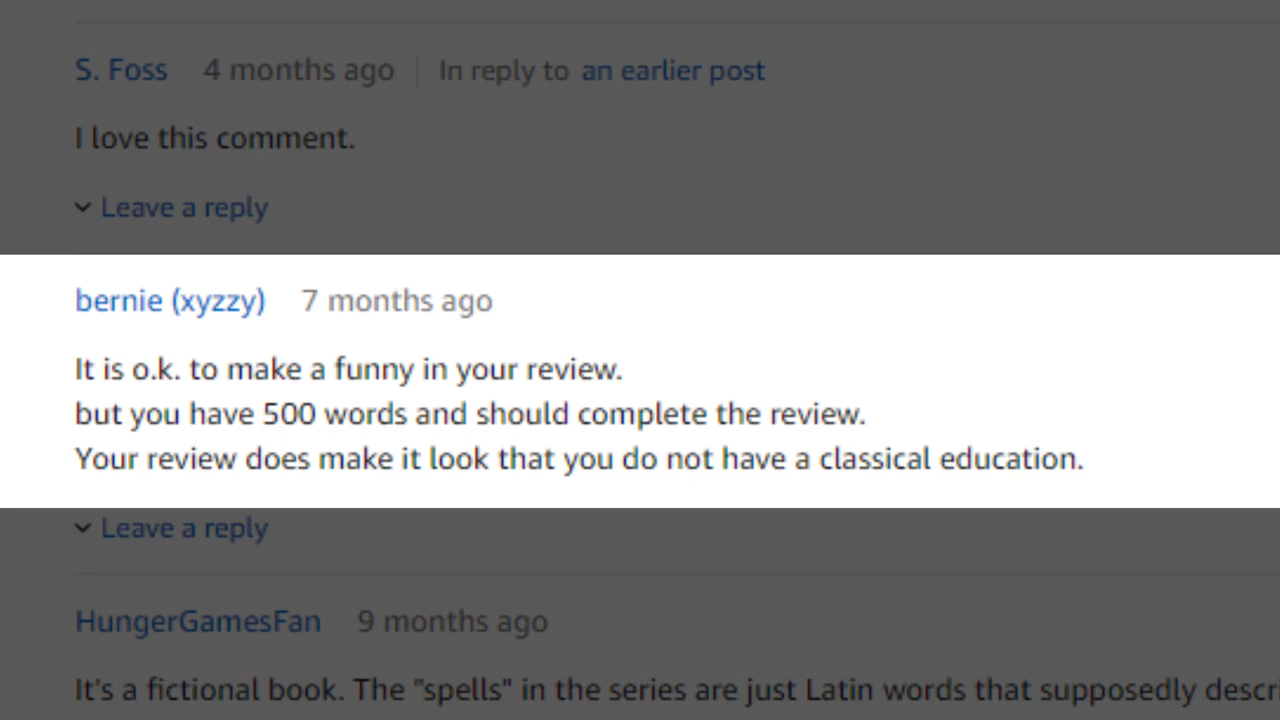 S. Foss 4 months ago In reply to an earlier post
I love this comment.
Leave a reply
bernie (xyzzy) 7 months ago
It is o.k. to make a funny in your review.
but you have 500 words and should complete the review.
Your review does make it look that you do not have a classical education.
Leave a reply
HungerGamesFan 9 months ago
It's a fictional book. The "spells" in the series are just Latin words that supposedly